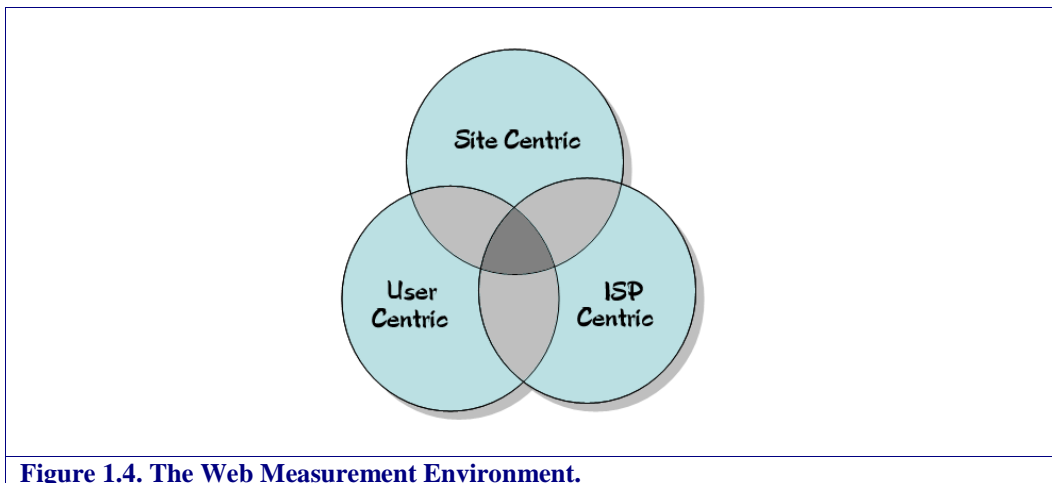 Site Centric
User
Centric
ISP
Centric
Figure 1.4. The Web Measurement Environment.